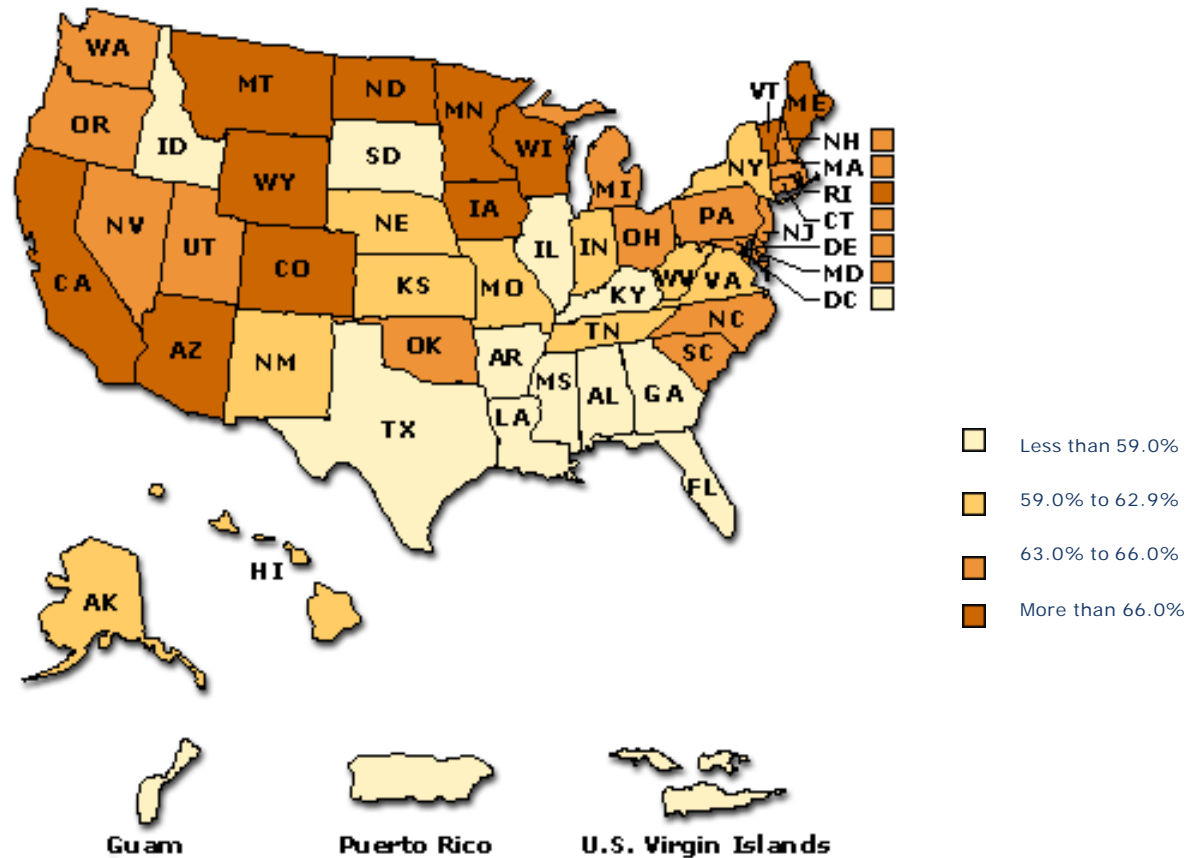 WA
MT
ND
MN
VT
ME
OR
ID
SD
WI
NH
MA
RI
CT
DE
MD
DC
WY
NY
MI
NV
UT
NE
IA
PA
NJ
CA
CO
KS
MO
IL
IN
OH
WV
VA
KY
AZ
NM
OK
AR
TN
NC
SC
TX
LA
MS
AL
GA
FL
Less than 59.0%
59.0% to 62.9%
63.0% to 66.0%
More than 66.0%
HI
AK
Guam
Puerto Rico
U.S. Virgin Islands